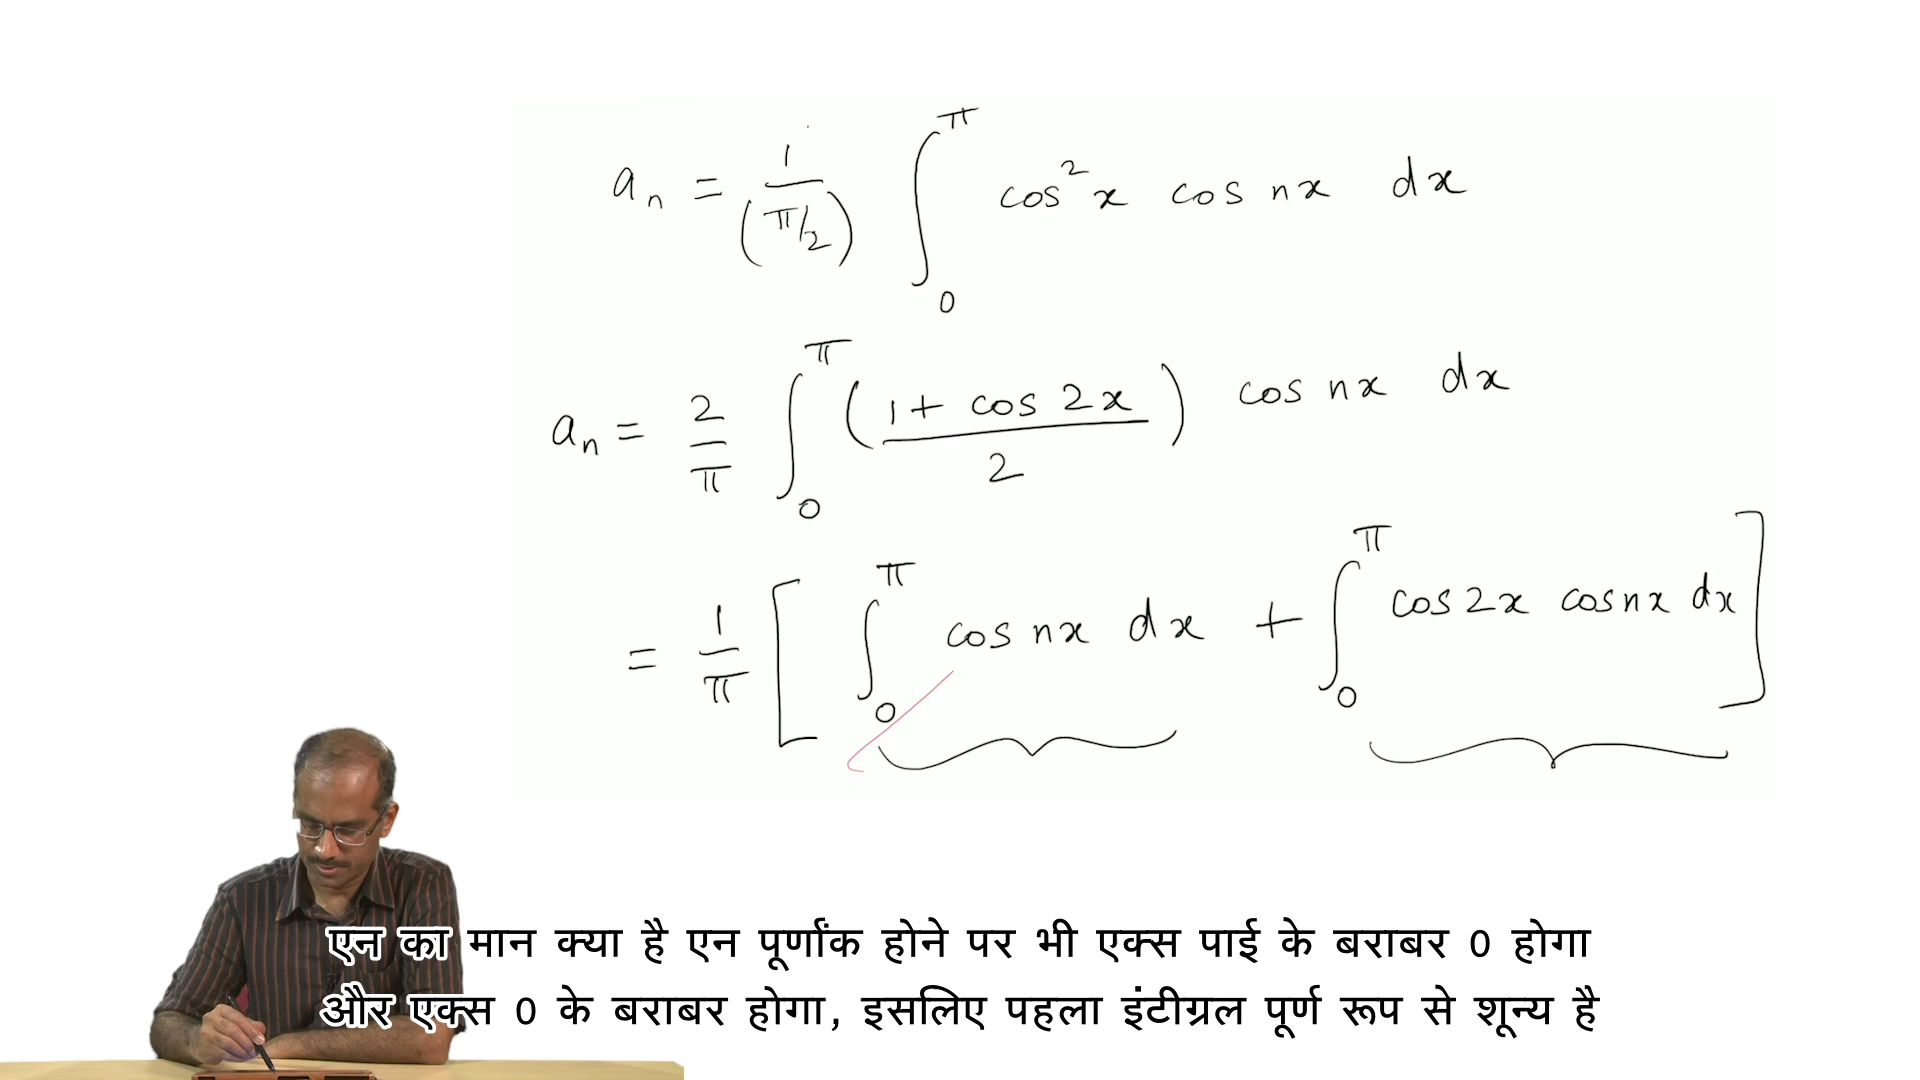 aₙ = 1/(π/2) ∫₀^π cos²x cos nx dx
aₙ = 2/π ∫₀^π ((1 + cos 2x)/2) cos nx dx
= 1/π [ ∫₀^π cos nx dx + ∫₀^π cos 2x cos nx dx ]
एन का मान क्या है एन पूर्णांक होने पर भी एक्स पाई के बराबर 0 होगा
और एक्स 0 के बराबर होगा, इसलिए पहला इंटीग्रल पूर्ण रूप से शून्य है